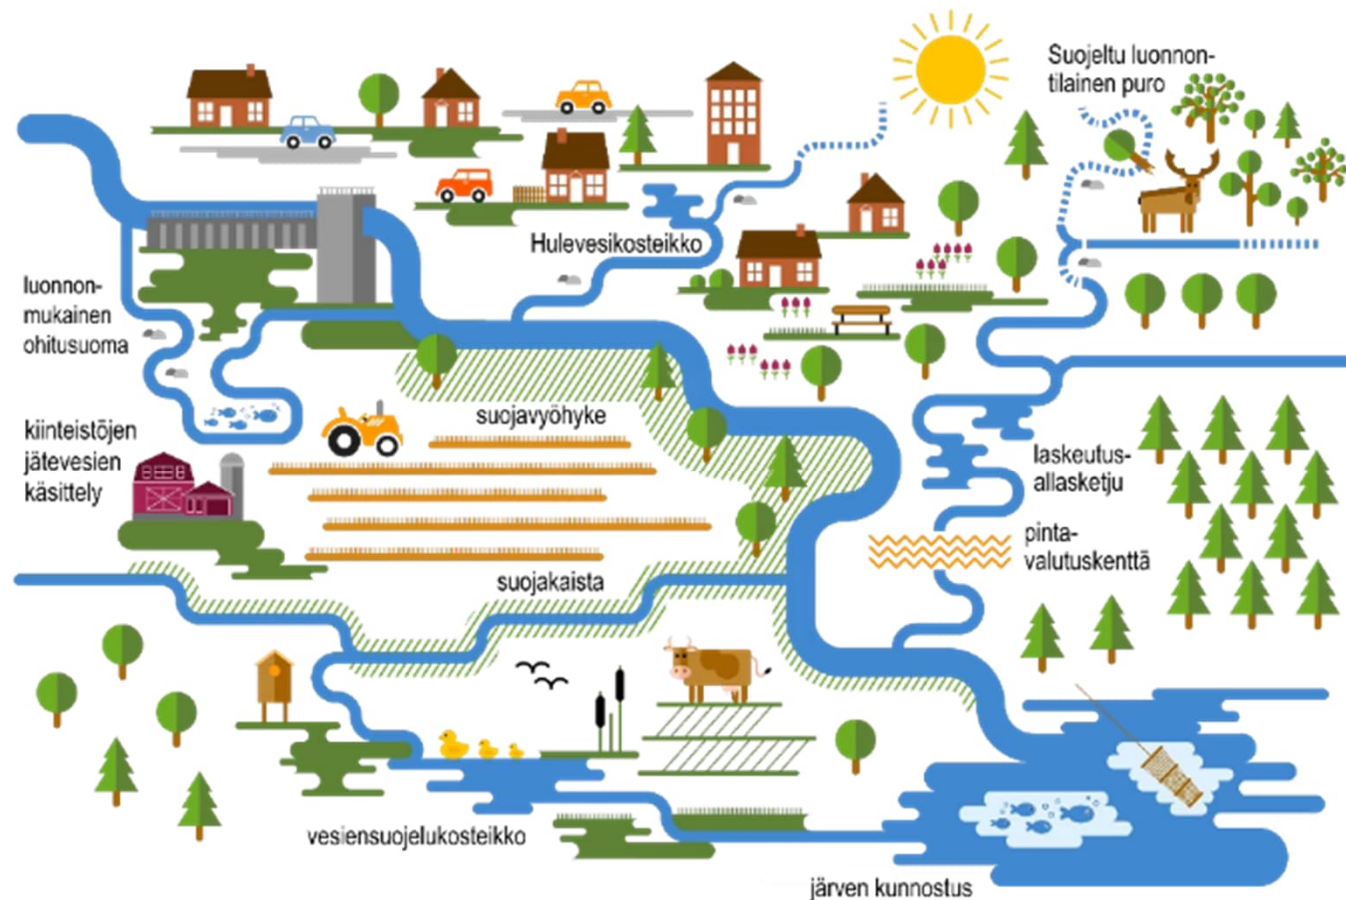 Suojeltu luonnon-
tilainen puro
Hulevesikosteikko
luonnon-
mukainen
ohitusuoma
suojavyöhyke
kiinteistöjen
jätevesien
käsittely
laskeutus-
allasketju
pinta-
valutuskenttä
suojakaista
vesiensuojelukosteikko
järven kunnostus